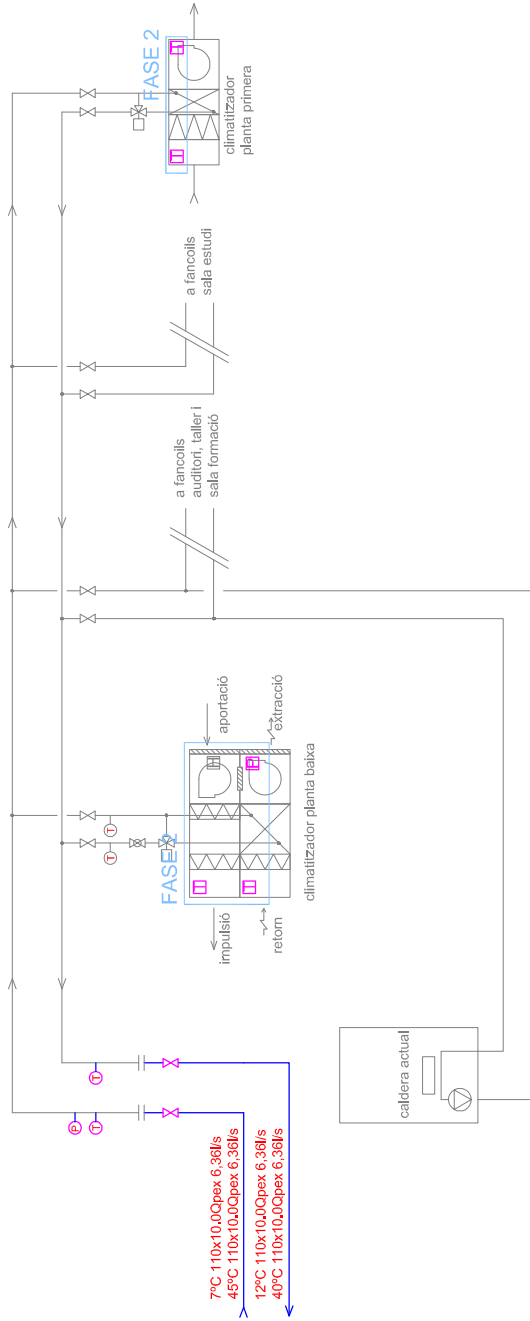 FASE 2
T
T
climatitzador
planta primera
a fancoils
sala estudi
a fancoils
auditori, taller i
sala formació
aportació
extracció
FASE 2
T
T
T
T
climatitzador planta baixa
impulsió
retorn
T
P
T
caldera actual
7ºC 110x10.0Qpex 6,36l/s
45ºC 110x10.0Qpex 6,36l/s
12ºC 110x10.0Qpex 6,36l/s
40ºC 110x10.0Qpex 6,36l/s